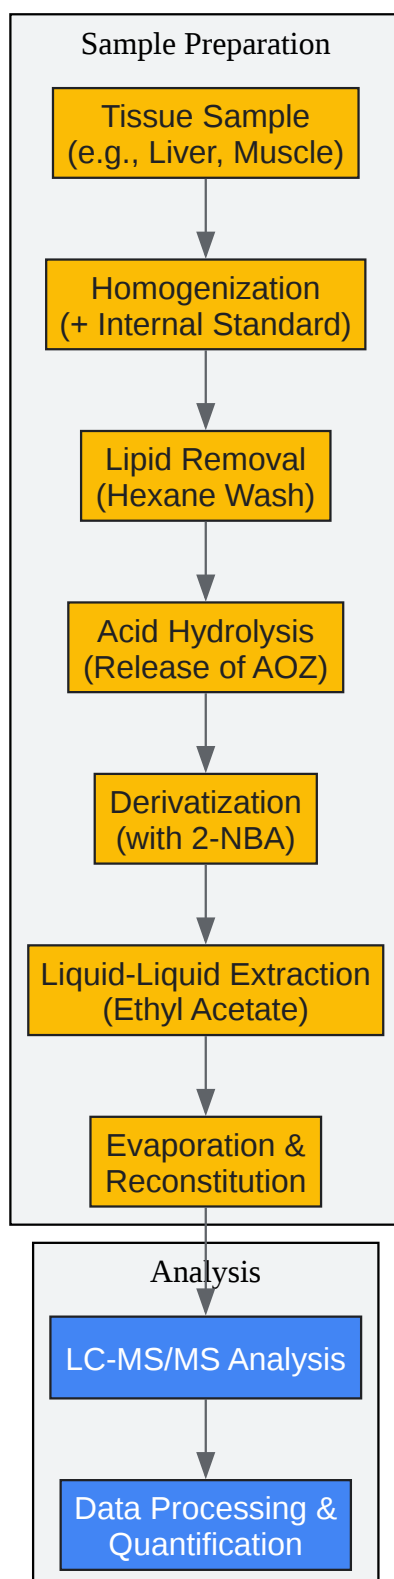 Sample Preparation
Tissue Sample
(e.g., Liver, Muscle)
Homogenization
(+ Internal Standard)
Lipid Removal
(Hexane Wash)
Acid Hydrolysis
(Release of AOZ)
Derivatization
(with 2-NBA)
Liquid-Liquid Extraction
(Ethyl Acetate)
Evaporation &
Reconstitution
Analysis
LC-MS/MS Analysis
Data Processing &
Quantification